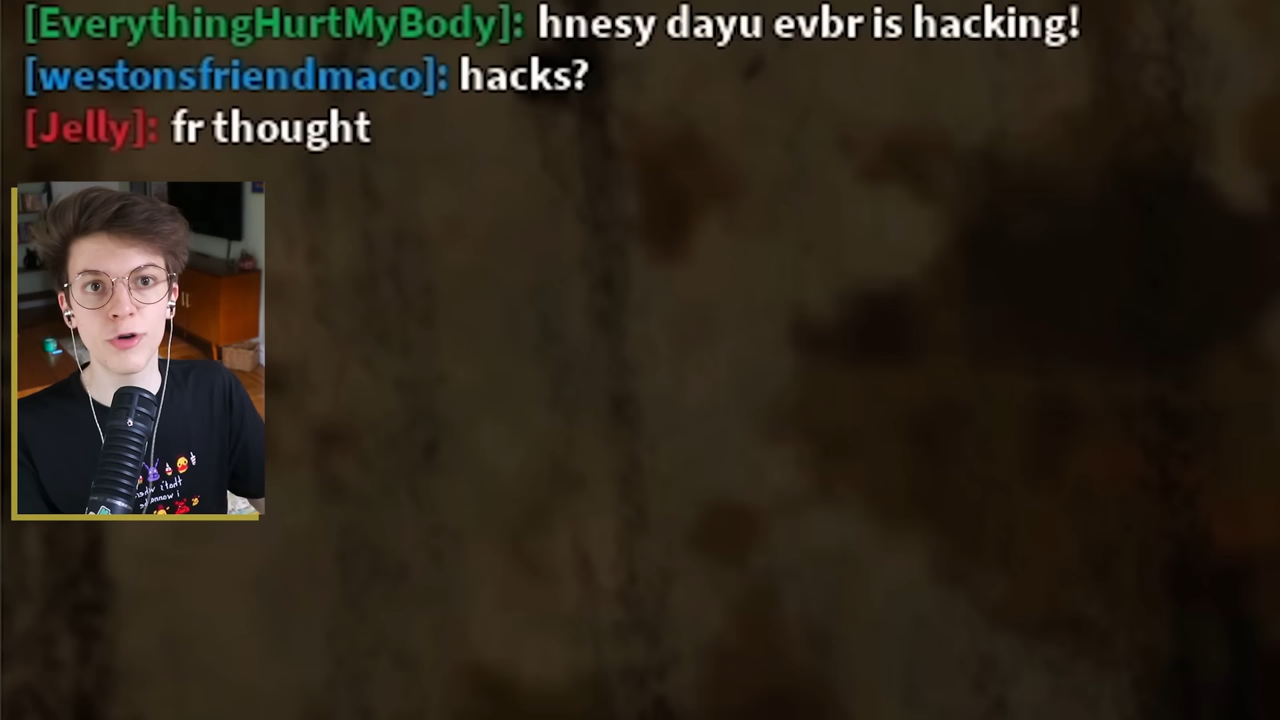 [EverythingHurtMyBody]: hnesy dayu evbr is hacking!
[westonsfriendmaco]: hacks?
[Jelly]: fr thought